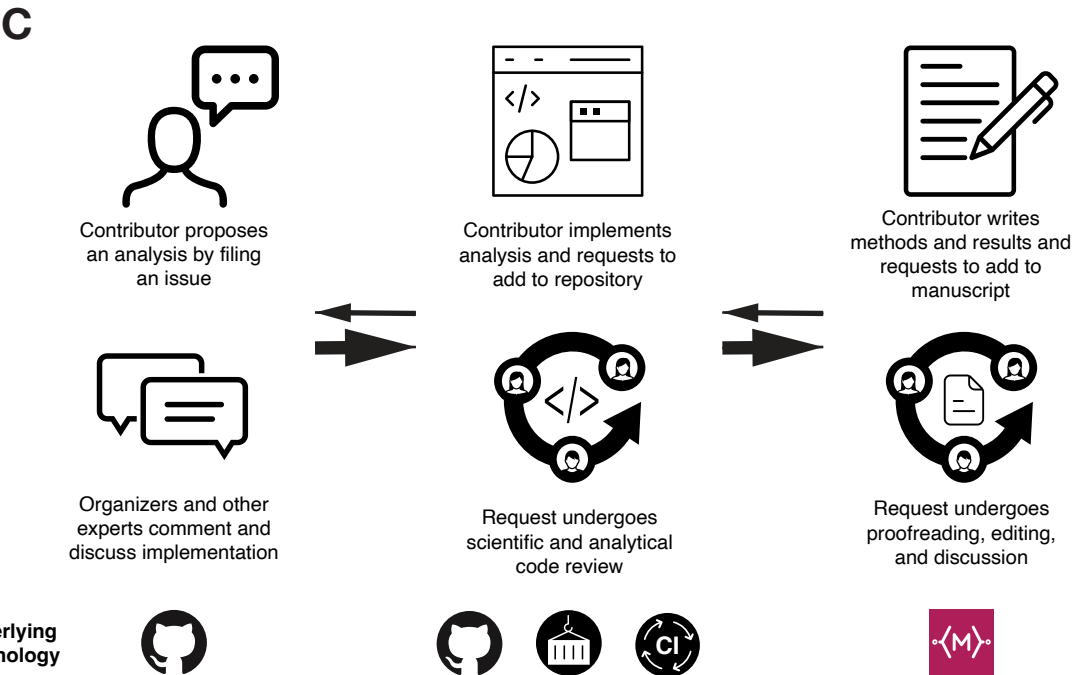 C
Contributor proposes
an analysis by filing
an issue
Contributor implements
analysis and requests to
add to repository
Contributor writes
methods and results and
requests to add to
manuscript
</>
</>
Organizers and other
experts comment and
discuss implementation
Request undergoes
scientific and analytical
code review
Request undergoes
proofreading, editing,
and discussion
erlying
nology
CI
M